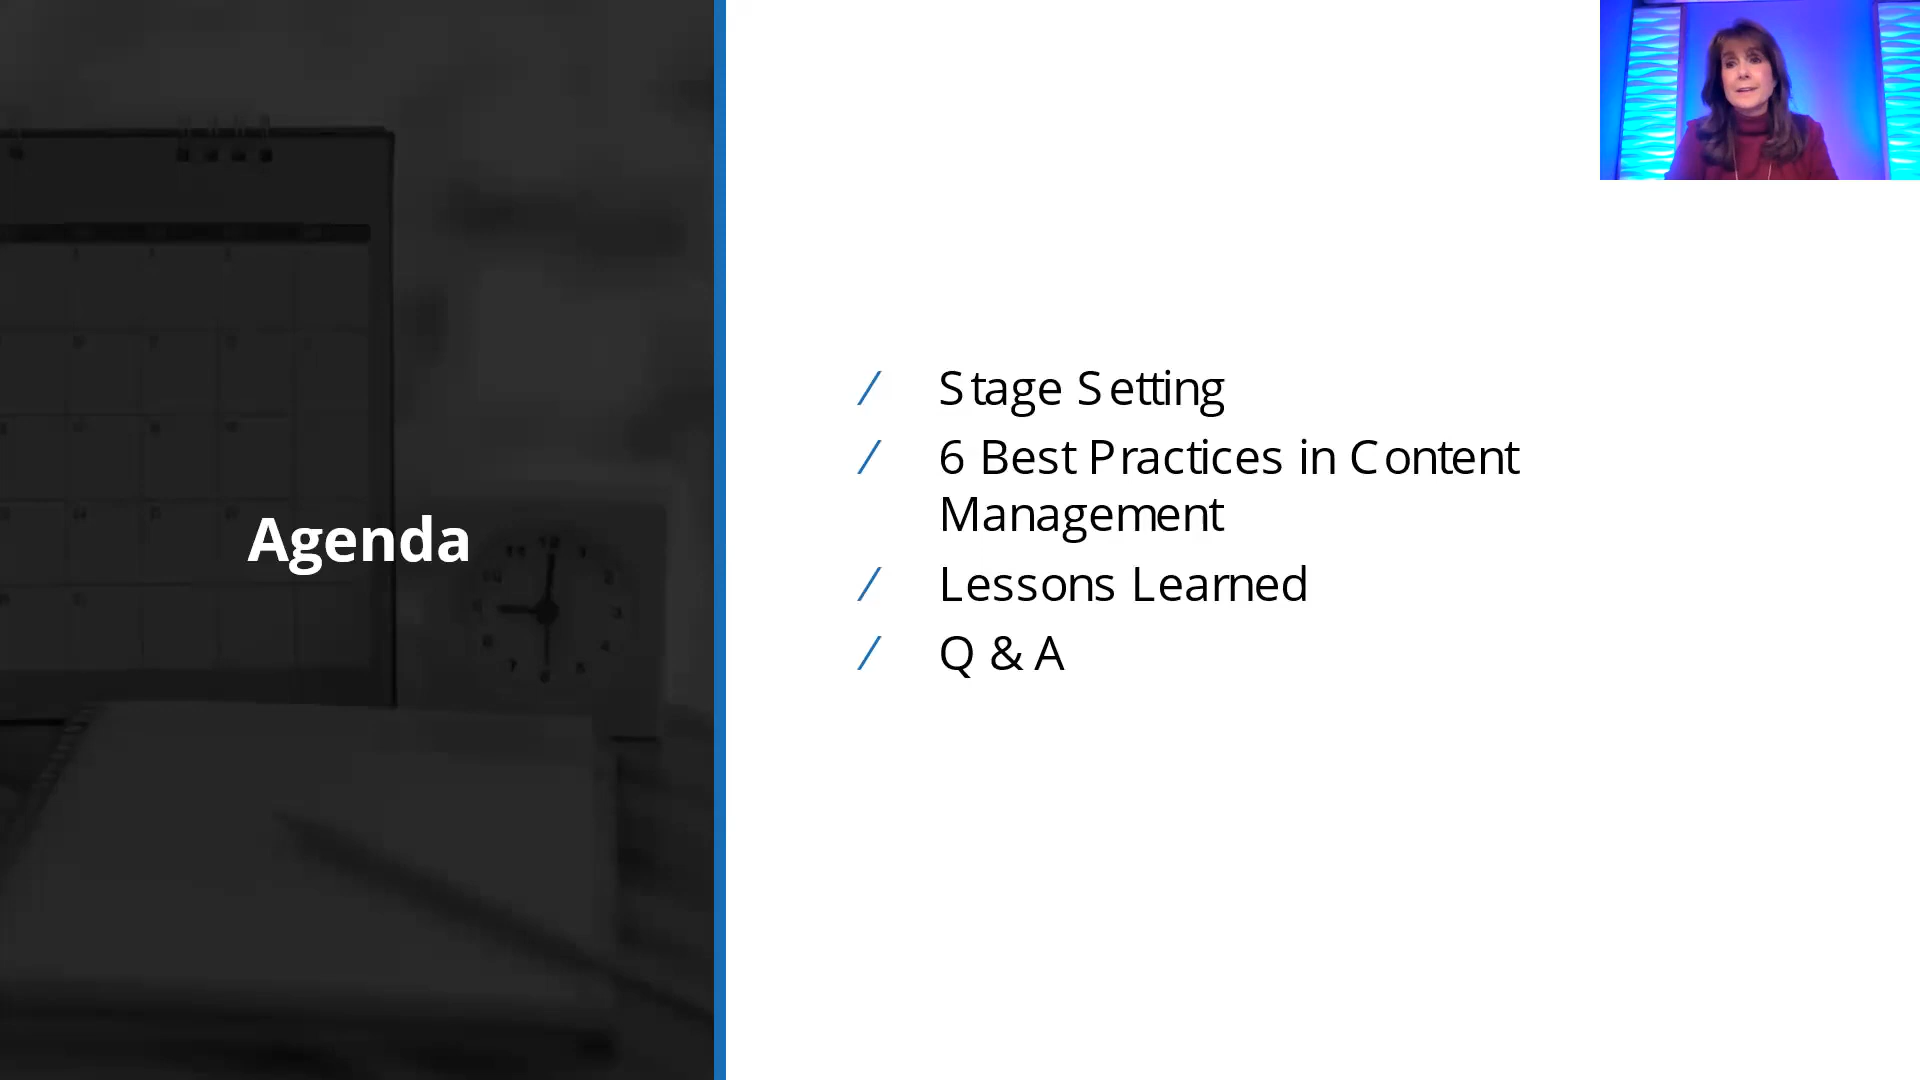 Agenda
/ Stage Setting
/ 6 Best Practices in Content
Management
/ Lessons Learned
/ Q & A